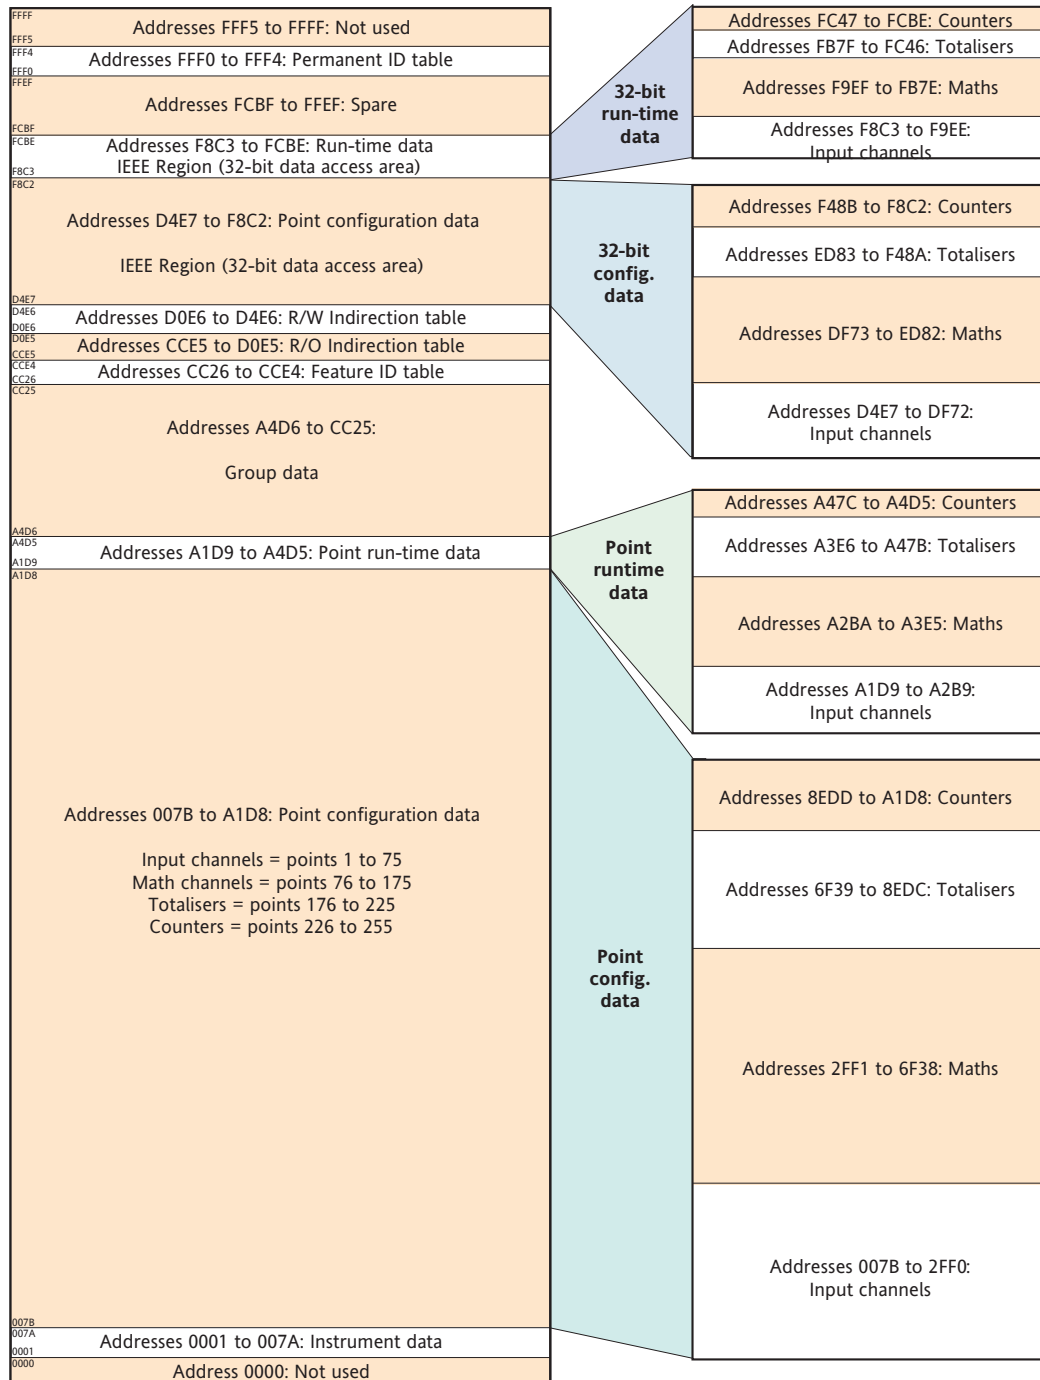 FFFF
Addresses FFF5 to FFFF: Not used
FFF5
FFF4
Addresses FFF0 to FFF4: Permanent ID table
FFF0
FFEF
Addresses FCBF to FFEF: Spare
FCBF
FCBE
Addresses F8C3 to FCBE: Run-time data
IEEE Region (32-bit data access area)
F8C3
F8C2
Addresses D4E7 to F8C2: Point configuration data
IEEE Region (32-bit data access area)
D4E7
D4E6
Addresses D0E6 to D4E6: R/W Indirection table
D0E6
D0E5
Addresses CCE5 to D0E5: R/O Indirection table
CCE5
CCE4
Addresses CC26 to CCE4: Feature ID table
CC26
CC25
Addresses A4D6 to CC25:
Group data
A4D6
A4D5
Addresses A1D9 to A4D5: Point run-time data
A1D9
A1D8
Addresses 007B to A1D8: Point configuration data
Input channels = points 1 to 75
Math channels = points 76 to 175
Totalisers = points 176 to 225
Counters = points 226 to 255
007B
007A
Addresses 0001 to 007A: Instrument data
0001
0000
Address 0000: Not used
32-bit
run-time
data
Addresses FC47 to FCBE: Counters
Addresses FB7F to FC46: Totalisers
Addresses F9EF to FB7E: Maths
Addresses F8C3 to F9EE:
Input channels
32-bit
config.
data
Addresses F48B to F8C2: Counters
Addresses ED83 to F48A: Totalisers
Addresses DF73 to ED82: Maths
Addresses D4E7 to DF72:
Input channels
Point
runtime
data
Addresses A47C to A4D5: Counters
Addresses A3E6 to A47B: Totalisers
Addresses A2BA to A3E5: Maths
Addresses A1D9 to A2B9:
Input channels
Point
config.
data
Addresses 8EDD to A1D8: Counters
Addresses 6F39 to 8EDC: Totalisers
Addresses 2FF1 to 6F38: Maths
Addresses 007B to 2FF0:
Input channels